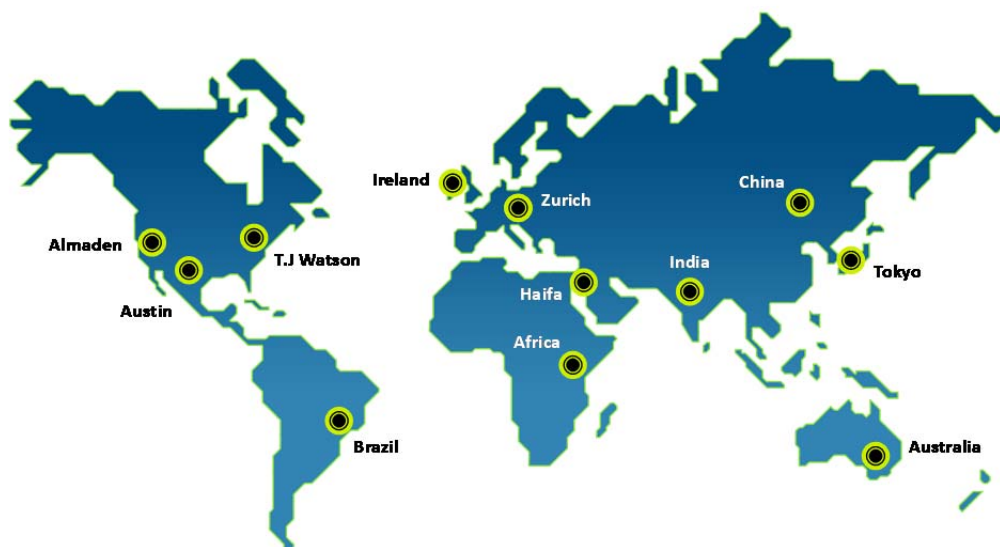 Ireland
Zurich
China
Almaden
T.J Watson
Austin
Haifa
India
Tokyo
Africa
Brazil
Australia